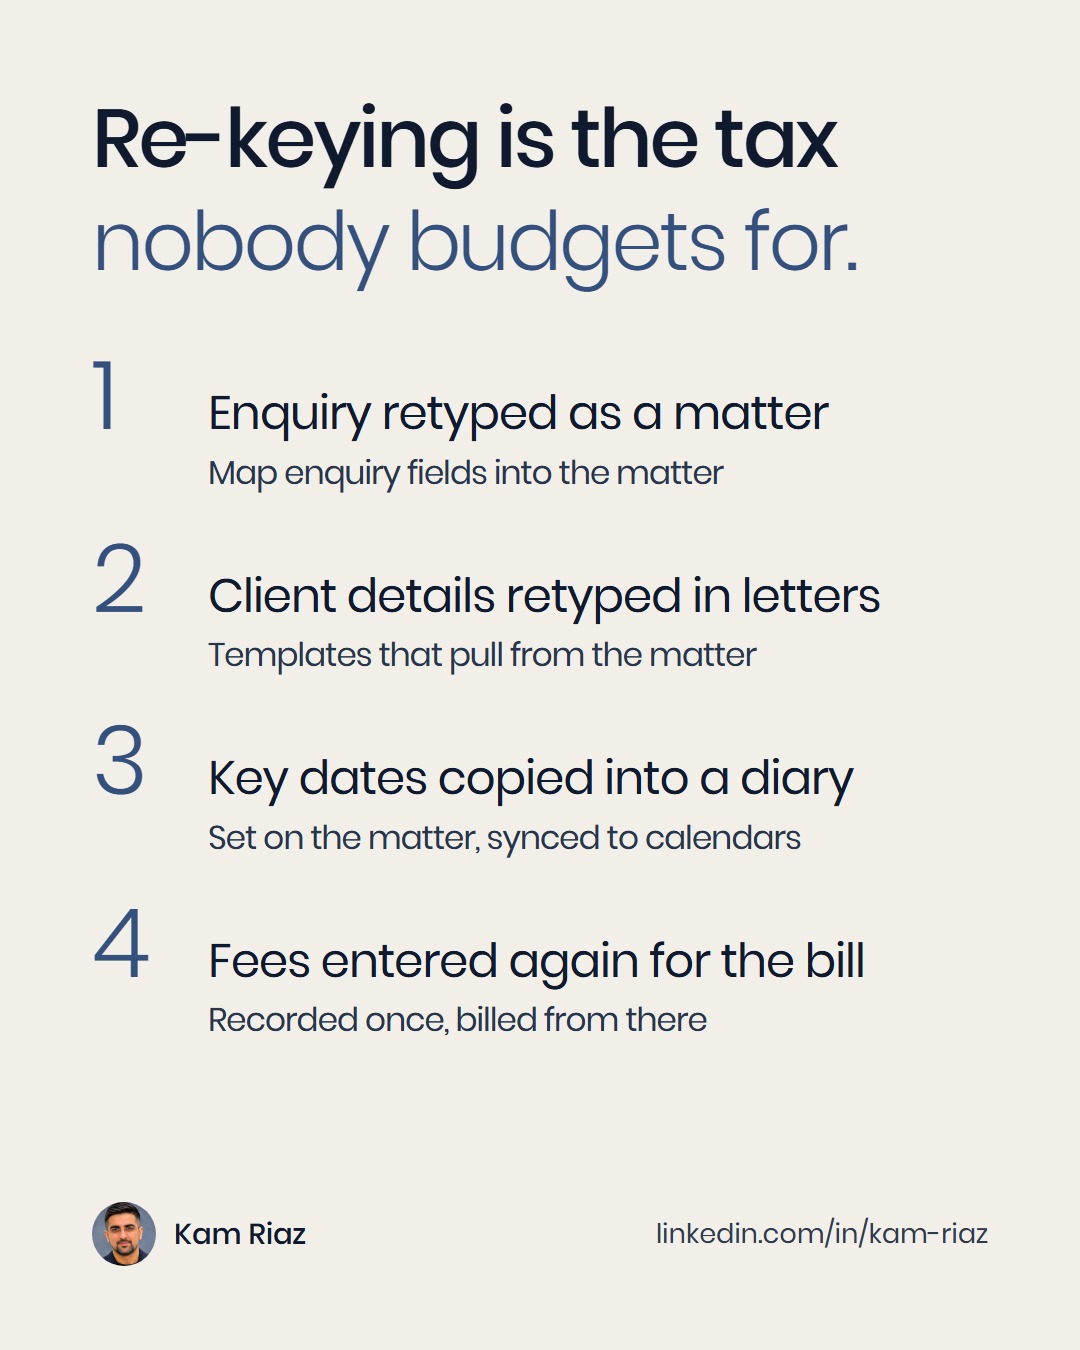 Re-keying is the tax
nobody budgets for.
1
Enquiry retyped as a matter
Map enquiry fields into the matter
2
Client details retyped in letters
Templates that pull from the matter
3
Key dates copied into a diary
Set on the matter, synced to calendars
4
Fees entered again for the bill
Recorded once, billed from there
Kam Riaz
linkedin.com/in/kam-riaz